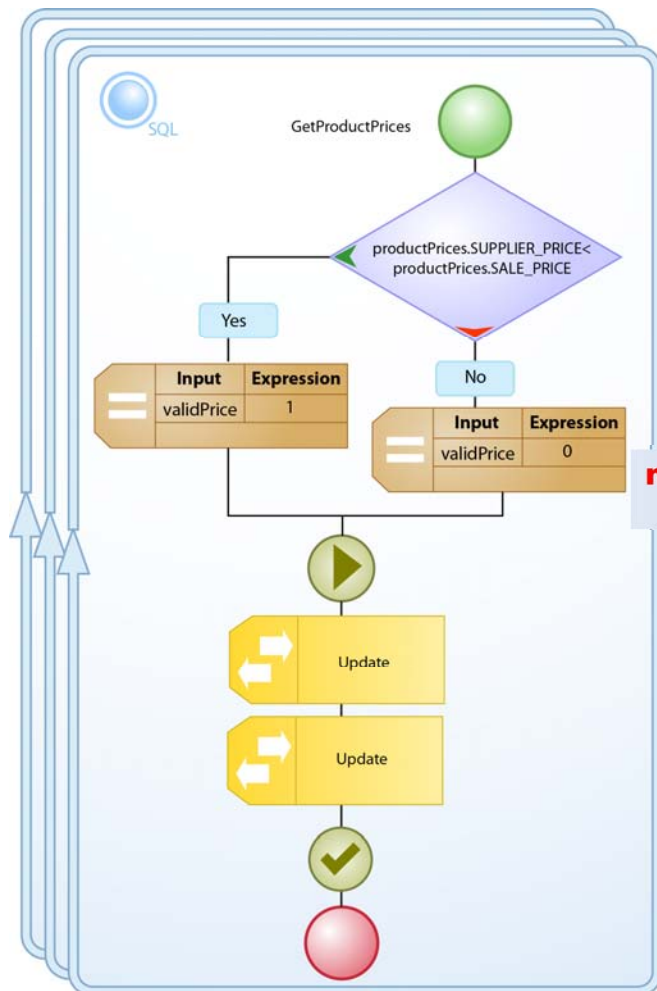 SQL
GetProductPrices
productPrices.SUPPLIER_PRICE<
productPrices.SALE_PRICE
Yes
No
Input Expression
validPrice 1
Input Expression
validPrice 0
Update
Update